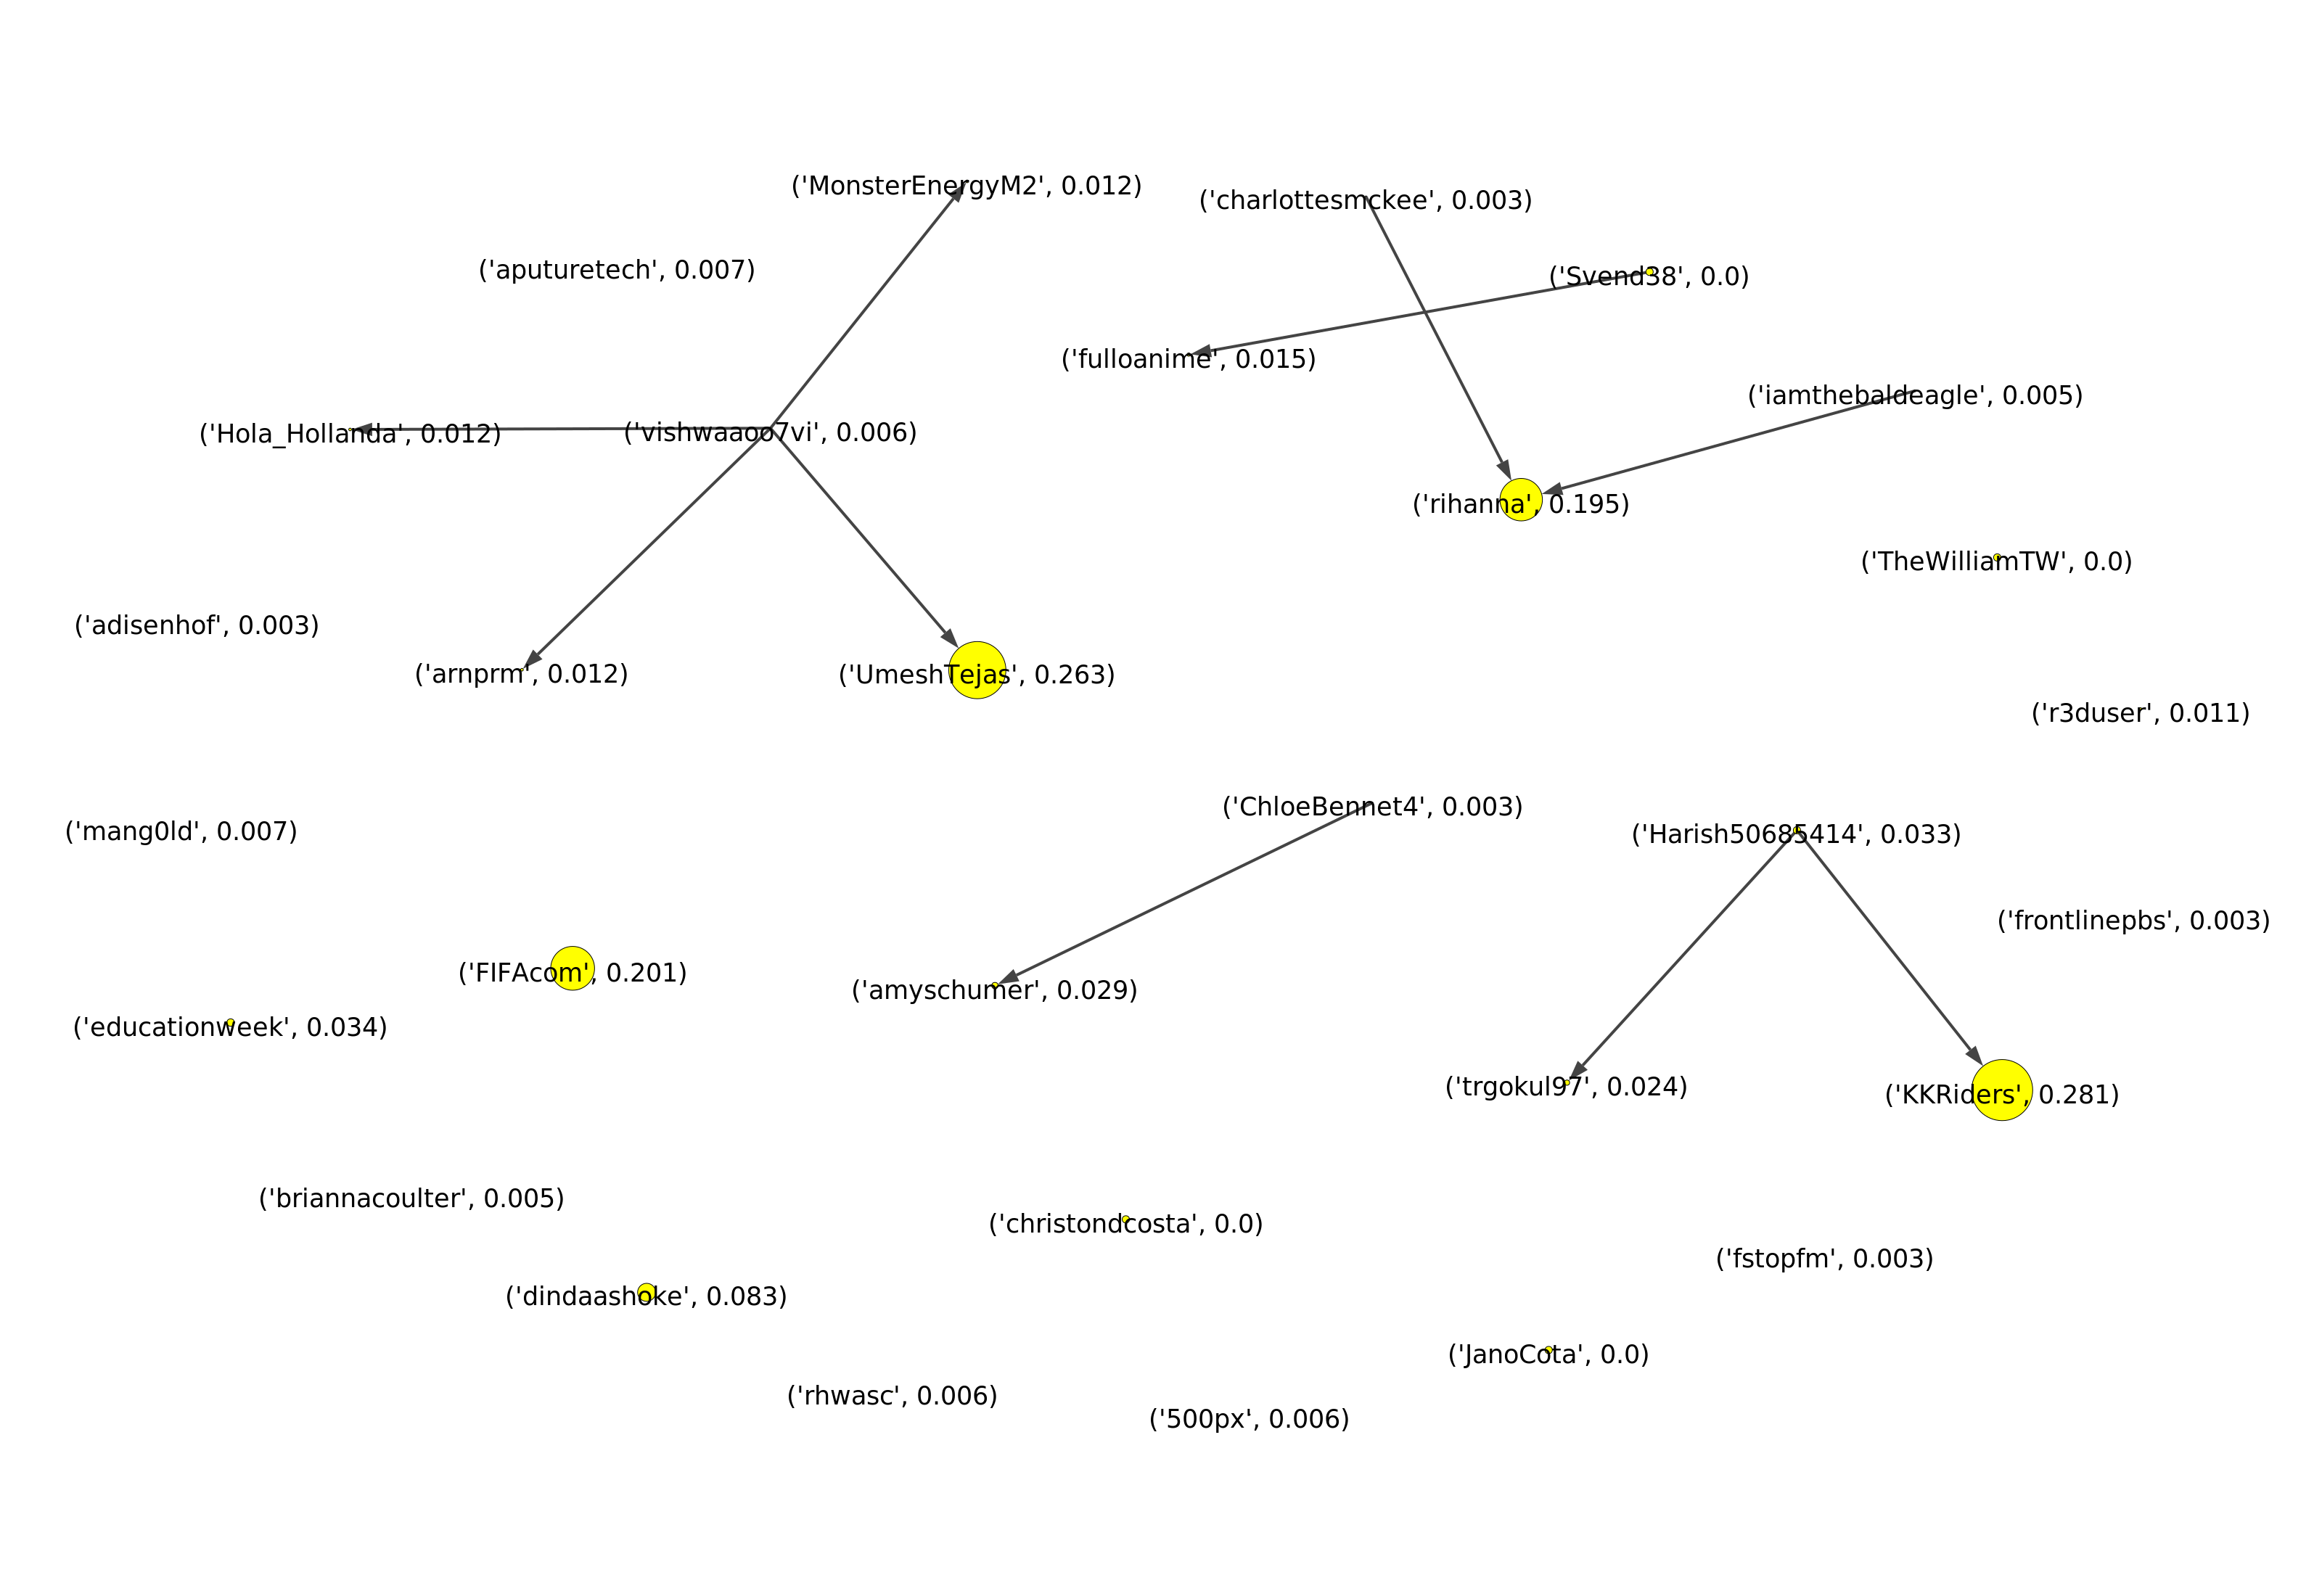 ('MonsterEnergyM2', 0.012)
('charlottesmckee', 0.003)
('aputuretech', 0.007)
('Svend38', 0.0)
('fulloanime', 0.015)
('iamthebaldeagle', 0.005)
('Hola_Hollanda', 0.012)
('vishwaaoo7vi', 0.006)
('rihanna', 0.195)
('TheWilliamTW', 0.0)
('adisenhof', 0.003)
('arnprm', 0.012)
('UmeshTejas', 0.263)
('r3duser', 0.011)
('ChloeBennet4', 0.003)
('mang0ld', 0.007)
('Harish50685414', 0.033)
('frontlinepbs', 0.003)
('FIFAcom', 0.201)
('amyschumer', 0.029)
('educationweek', 0.034)
('trgokul97', 0.024)
('KKRiders', 0.281)
('briannacoulter', 0.005)
('christondcosta', 0.0)
('fstopfm', 0.003)
('dindaashoke', 0.083)
('JanoCota', 0.0)
('rhwasc', 0.006)
('500px', 0.006)